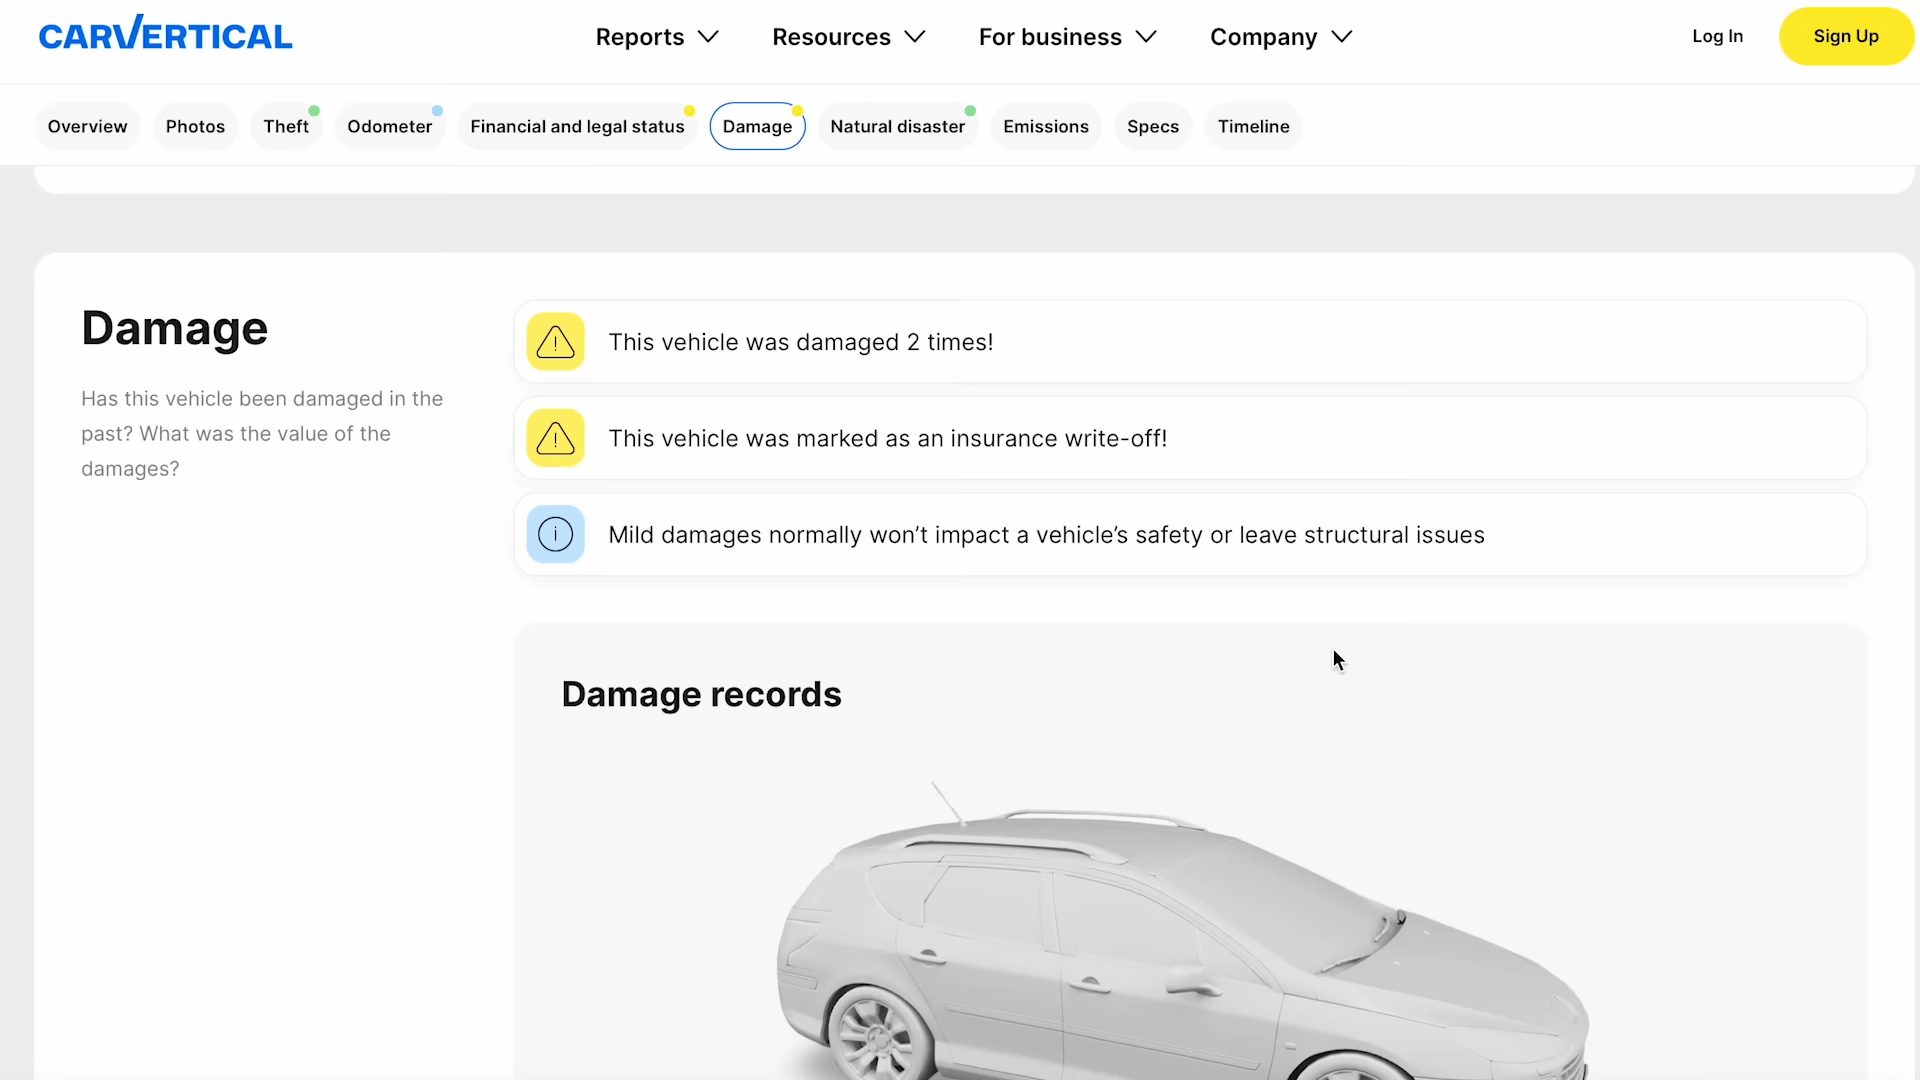 CARVERTICAL
Reports
Resources
For business
Company
Log In
Sign Up
Overview
Photos
Theft
Odometer
Financial and legal status
Damage
Natural disaster
Emissions
Specs
Timeline
Damage
Has this vehicle been damaged in the
past? What was the value of the
damages?
This vehicle was damaged 2 times!
This vehicle was marked as an insurance write-off!
Mild damages normally won’t impact a vehicle’s safety or leave structural issues
Damage records